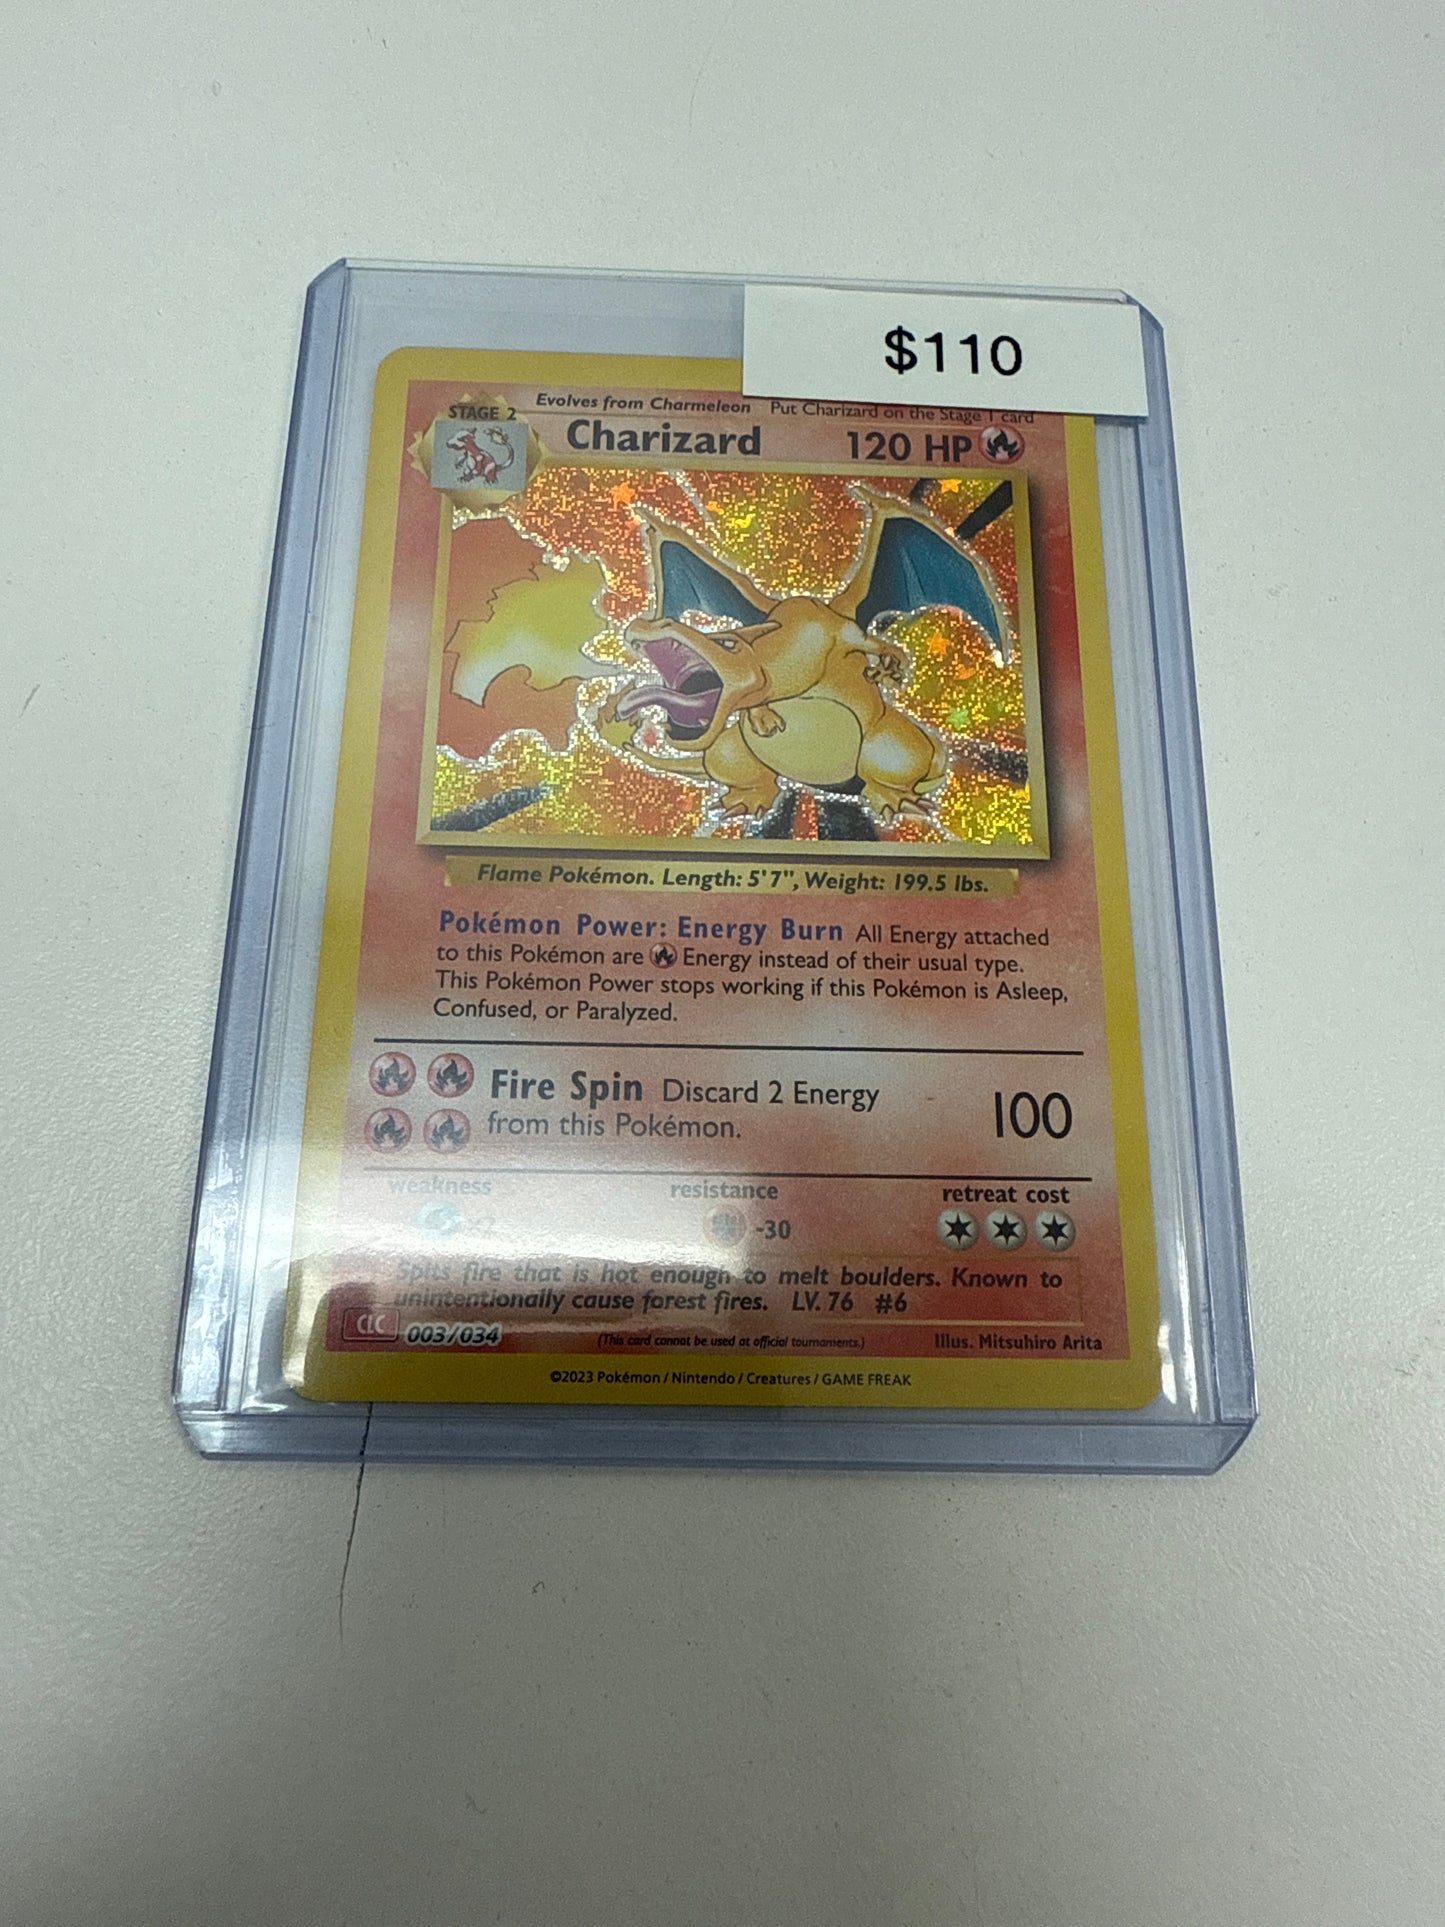 $110
Evolves from Charmeleon Put Charizard on the Stage 1 card
STAGE 2
Charizard 120 HP
Flame Pokémon. Length: 5'7", Weight: 199.5 lbs.
Pokémon Power: Energy Burn All Energy attached
to this Pokémon are Energy instead of their usual type.
This Pokémon Power stops working if this Pokémon is Asleep,
Confused, or Paralyzed.
Fire Spin Discard 2 Energy
from this Pokémon.
100
weakness resistance retreat cost
×2 -30
Spits fire that is hot enough to melt boulders. Known to
unintentionally cause forest fires. LV. 76 #6
CLC 003/034 (This card cannot be used at official tournaments.) Illus. Mitsuhiro Arita
©2023 Pokémon / Nintendo / Creatures / GAME FREAK